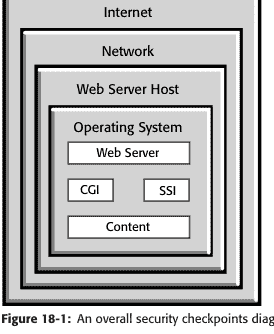 Internet
Network
Web Server Host
Operating System
Web Server
CGI SSI
Content
Figure 18-1: An overall security checkpoints diag